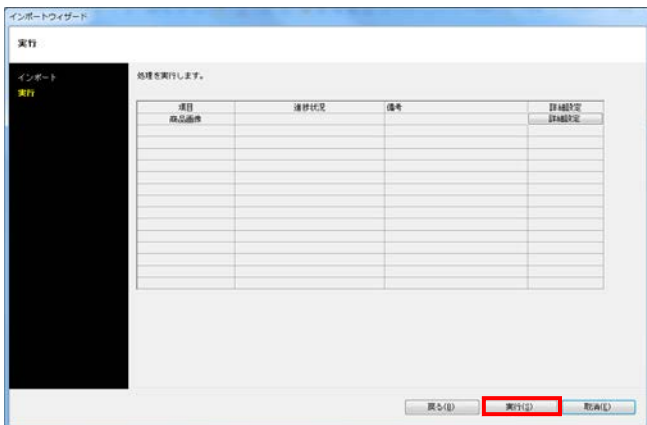 インポートウィザード
実行
インポート
実行
処理を実行します。
項目 進捗状況 備考 詳細設定
商品画像 詳細設定
戻る(B) 実行(S) 取消(C)